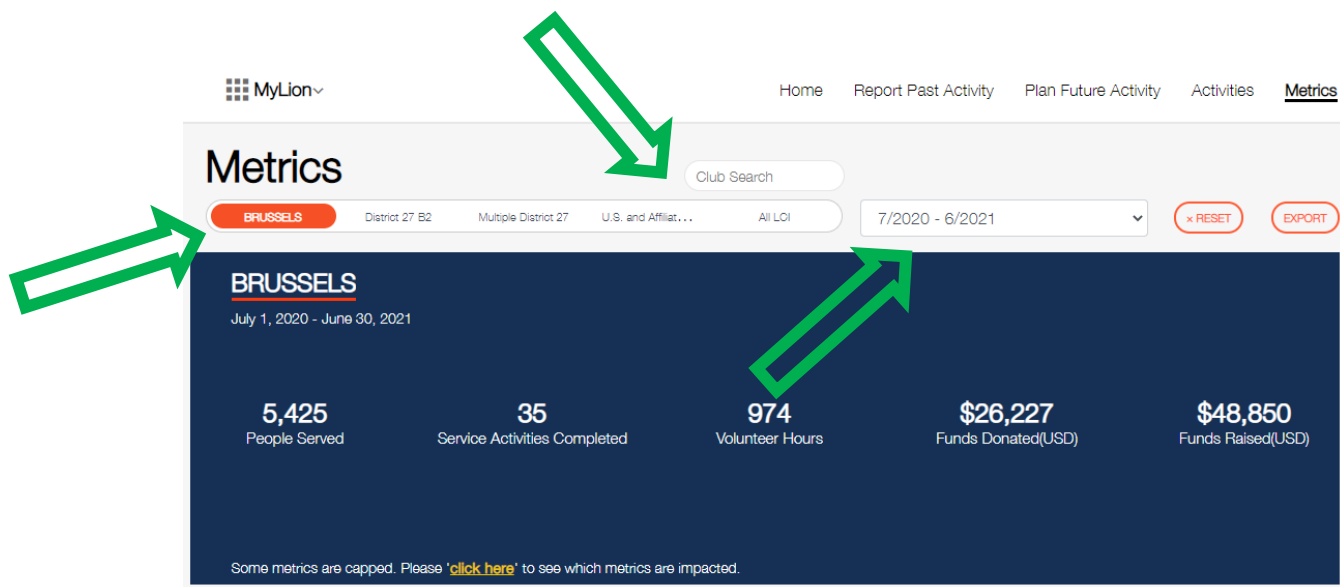 MyLion Home Report Past Activity Plan Future Activity Activities Metrics
Metrics
Club Search
BRUSSELS District 27 B2 Multiple District 27 U.S. and Affiliat... All LCI 7/2020 - 6/2021 × RESET EXPORT
BRUSSELS
July 1, 2020 - June 30, 2021
5,425 35 974 $26,227 $48,850
People Served Service Activities Completed Volunteer Hours Funds Donated(USD) Funds Raised(USD)
Some metrics are capped. Please 'click here' to see which metrics are impacted.